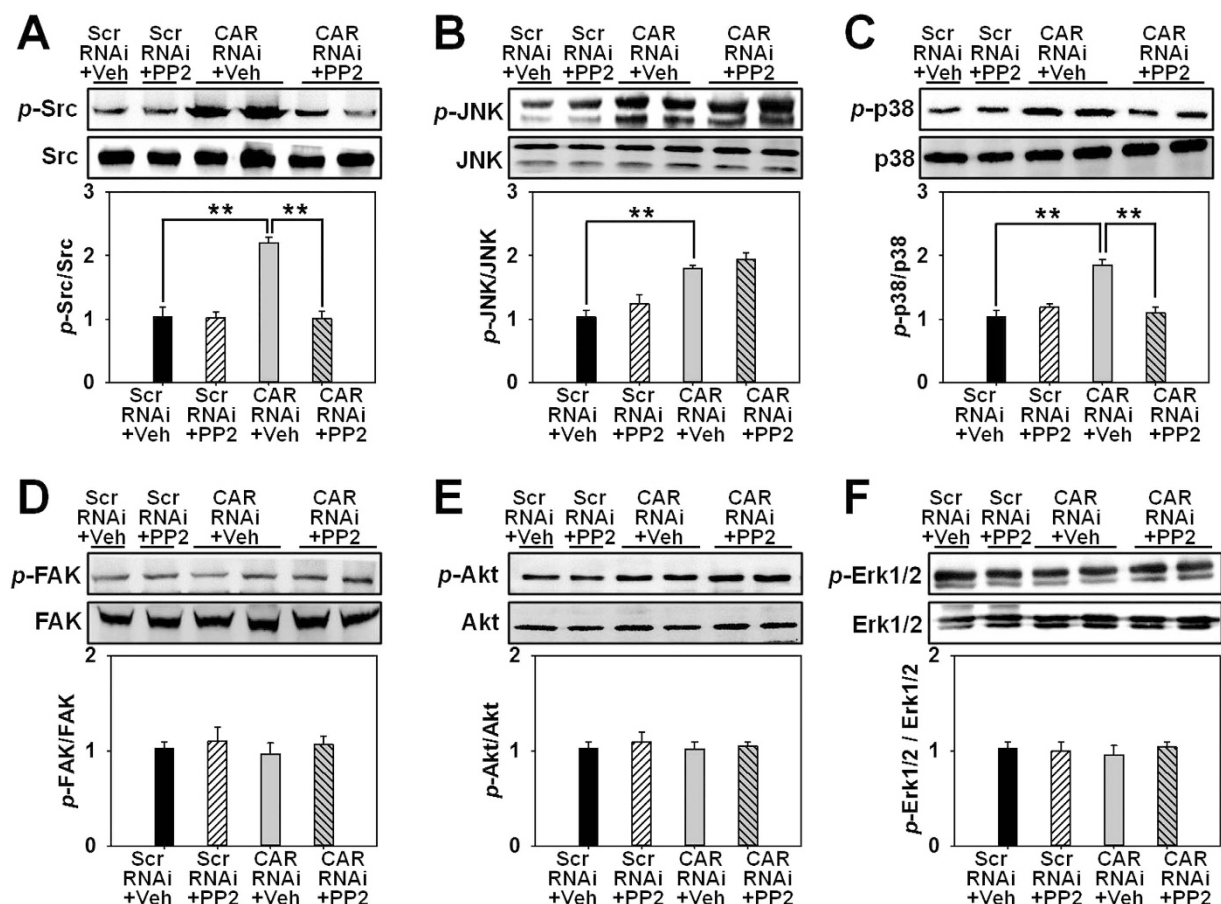 A
Scr Scr CAR CAR
RNAi RNAi RNAi RNAi
+Veh +PP2 +Veh +PP2
p-Src
Src
p-Src/Src
3
2
1
0
** **
Scr Scr CAR CAR
RNAi RNAi RNAi RNAi
+Veh +PP2 +Veh +PP2
B
Scr Scr CAR CAR
RNAi RNAi RNAi RNAi
+Veh +PP2 +Veh +PP2
p-JNK
JNK
p-JNK/JNK
3
2
1
0
**
Scr Scr CAR CAR
RNAi RNAi RNAi RNAi
+Veh +PP2 +Veh +PP2
C
Scr Scr CAR CAR
RNAi RNAi RNAi RNAi
+Veh +PP2 +Veh +PP2
p-p38
p38
p-p38/p38
3
2
1
0
** **
Scr Scr CAR CAR
RNAi RNAi RNAi RNAi
+Veh +PP2 +Veh +PP2
D
Scr Scr CAR CAR
RNAi RNAi RNAi RNAi
+Veh +PP2 +Veh +PP2
p-FAK
FAK
p-FAK/FAK
2
1
0
Scr Scr CAR CAR
RNAi RNAi RNAi RNAi
+Veh +PP2 +Veh +PP2
E
Scr Scr CAR CAR
RNAi RNAi RNAi RNAi
+Veh +PP2 +Veh +PP2
p-Akt
Akt
p-Akt/Akt
2
1
0
Scr Scr CAR CAR
RNAi RNAi RNAi RNAi
+Veh +PP2 +Veh +PP2
F
Scr Scr CAR CAR
RNAi RNAi RNAi RNAi
+Veh +PP2 +Veh +PP2
p-Erk1/2
Erk1/2
p-Erk1/2 / Erk1/2
2
1
0
Scr Scr CAR CAR
RNAi RNAi RNAi RNAi
+Veh +PP2 +Veh +PP2